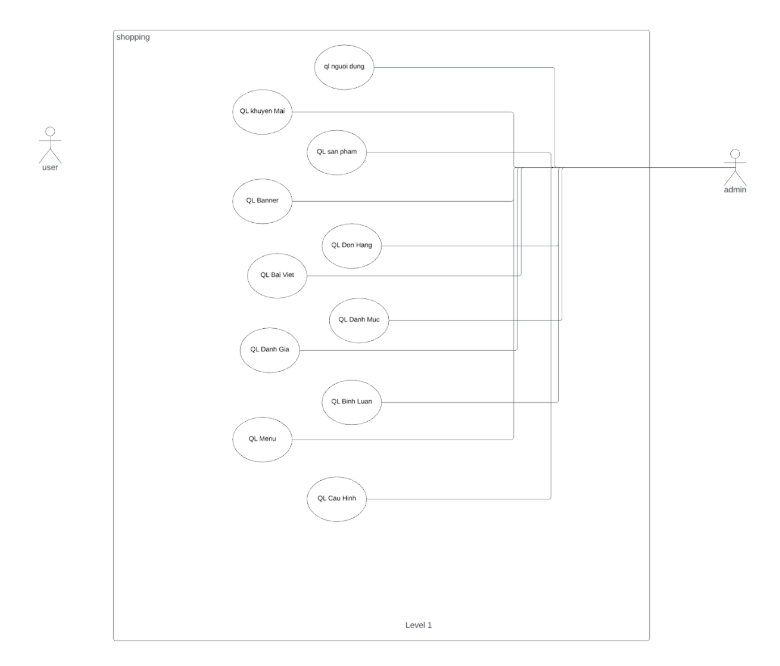 shopping
ql nguoi dung
QL khuyen Mai
QL san pham
user
admin
QL Banner
QL Don Hang
QL Bai Viet
QL Danh Muc
QL Danh Gia
QL Binh Luan
QL Menu
QL Cau Hinh
Level 1